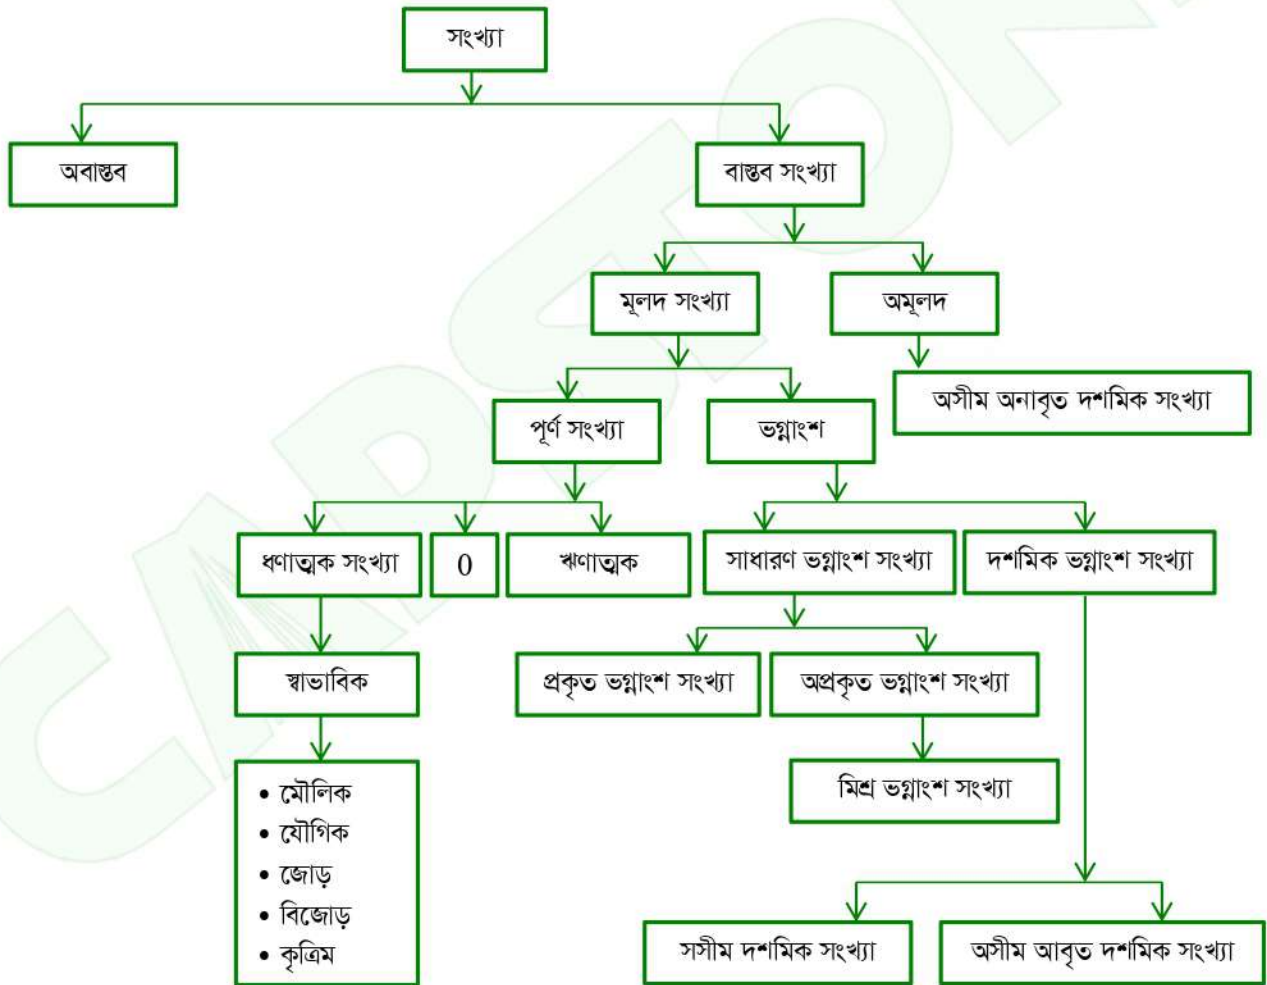 সংখ্যা
অবাস্তব
বাস্তব সংখ্যা
মূলদ সংখ্যা
অমূলদ
অসীম অনাবৃত দশমিক সংখ্যা
পূর্ণ সংখ্যা
ভগ্নাংশ
ধণাত্মক সংখ্যা
0
ঋণাত্মক
সাধারণ ভগ্নাংশ সংখ্যা
দশমিক ভগ্নাংশ সংখ্যা
স্বাভাবিক
প্রকৃত ভগ্নাংশ সংখ্যা
অপ্রকৃত ভগ্নাংশ সংখ্যা
মিশ্র ভগ্নাংশ সংখ্যা
• মৌলিক
• যৌগিক
• জোড়
• বিজোড়
• কৃত্রিম
সসীম দশমিক সংখ্যা
অসীম আবৃত দশমিক সংখ্যা